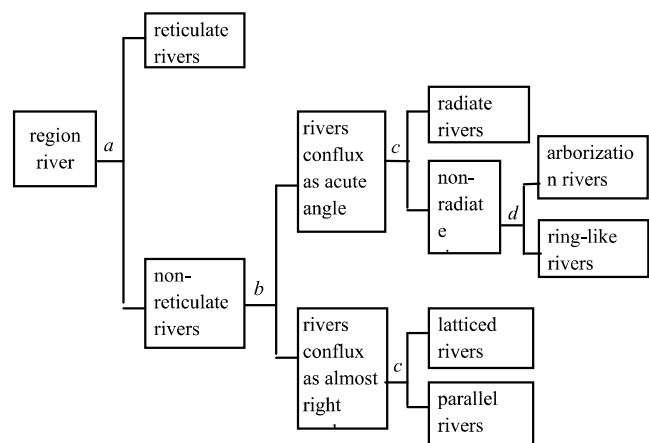 reticulate
rivers
region
river
a
non-
reticulate
rivers
b
rivers
conflux
as acute
angle
c
radiate
rivers
non-
radiat
e
d
arborizatio
n rivers
ring-like
rivers
rivers
conflux
as almost
right
c
latticed
rivers
parallel
rivers